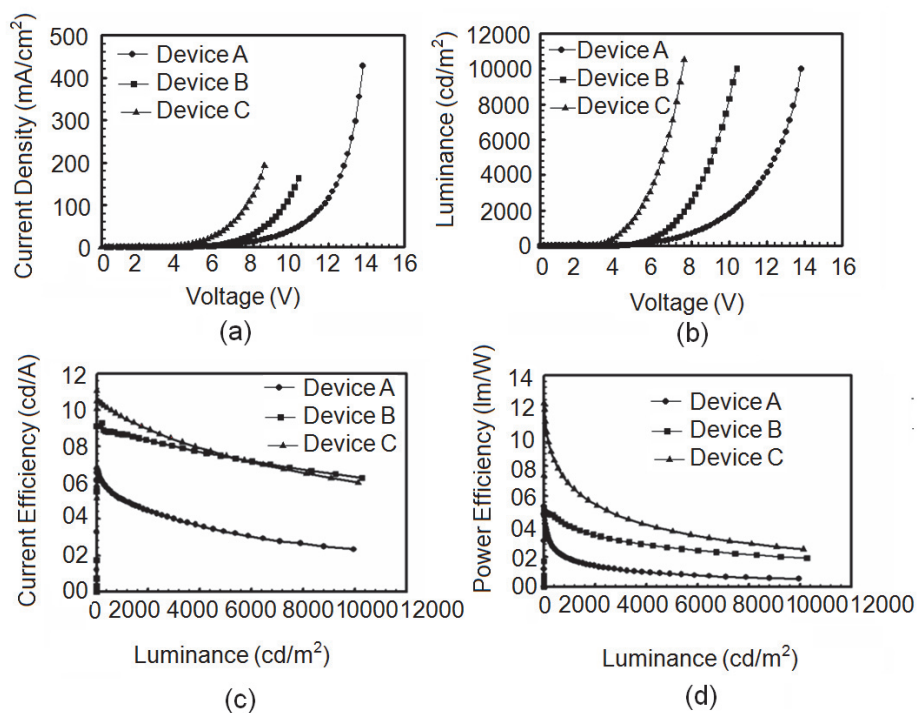 Current Density (mA/cm²)
500
400
300
200
100
0
Device A
Device B
Device C
0 2 4 6 8 10 12 14 16
Voltage (V)
(a)
Luminance (cd/m²)
12000
10000
8000
6000
4000
2000
0
Device A
Device B
Device C
0 2 4 6 8 10 12 14 16
Voltage (V)
(b)
Current Efficiency (cd/A)
12
10
08
06
04
02
00
Device A
Device B
Device C
0 2000 4000 6000 8000 10000 12000
Luminance (cd/m²)
(c)
Power Efficiency (lm/W)
14
12
10
08
06
04
02
00
Device A
Device B
Device C
0 2000 4000 6000 8000 10000 12000
Luminance (cd/m²)
(d)